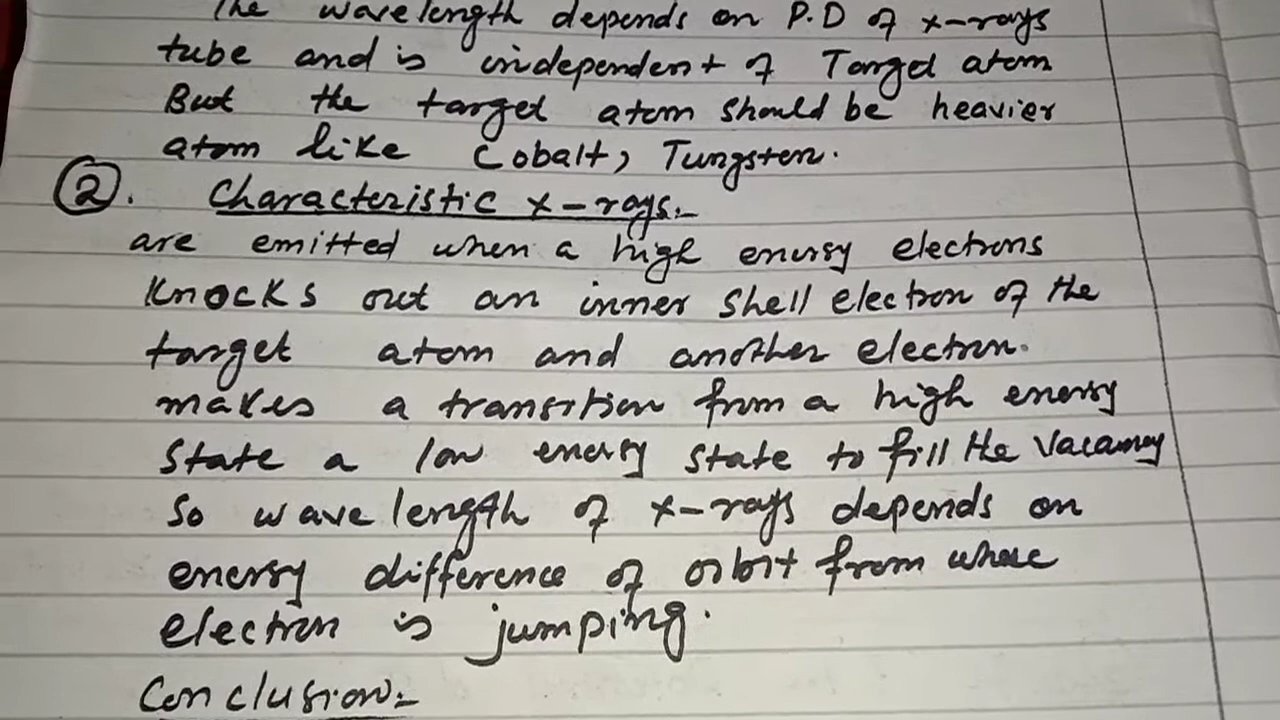 The wavelength depends on P.D of x-rays
tube and is independent of Target atom
But the target atom should be heavier
atom like Cobalt, Tungsten.
2. Characteristic x-rays:-
are emitted when a high energy electrons
Knocks out an inner shell electron of the
target atom and another electron.
makes a transition from a high energy
State a low energy state to fill the Vacancy
So wavelength of x-rays depends on
energy difference of orbit from where
electron is jumping.
Conclusion:-